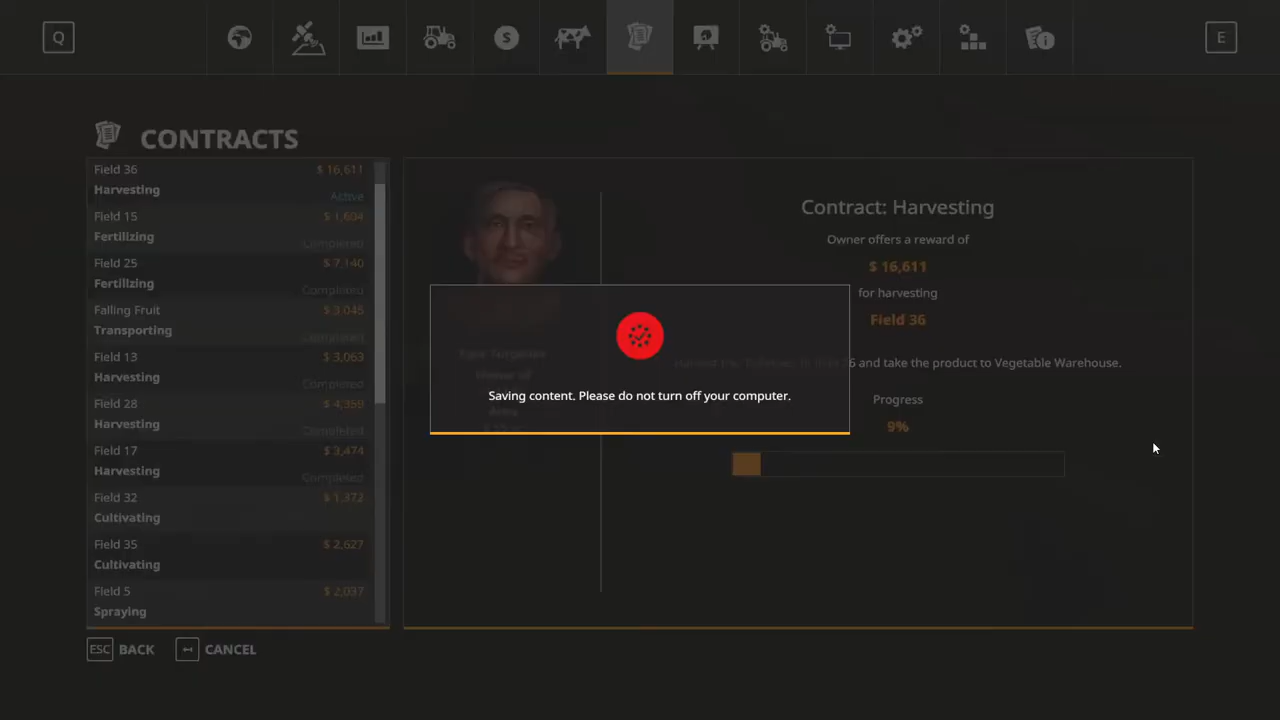 Q
E
CONTRACTS
Field 36 $ 16,611
Harvesting
Active
Field 15 $ 1,604
Fertilizing
Completed
Field 25 $ 7,140
Fertilizing
Completed
Falling Fruit $ 3,045
Transporting
Completed
Field 13 $ 3,063
Harvesting
Completed
Field 28 $ 4,359
Harvesting
Completed
Field 17 $ 3,474
Harvesting
Completed
Field 32 $ 1,372
Cultivating
Field 35 $ 2,627
Cultivating
Field 5 $ 2,037
Spraying
Contract: Harvesting
Owner offers a reward of
$ 16,611
for harvesting
Field 36
and take the product to Vegetable Warehouse.
Progress
9%
Saving content. Please do not turn off your computer.
ESC BACK
CANCEL